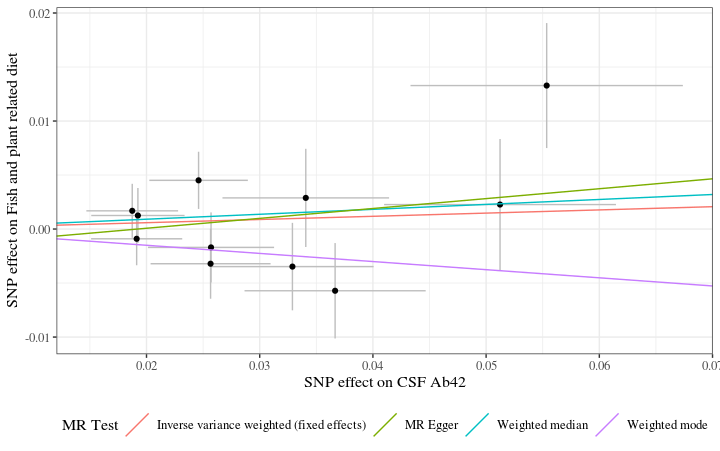 SNP effect on Fish and plant related diet
0.02
0.01
0.00
-0.01
0.02
0.03
0.04
0.05
0.06
0.07
SNP effect on CSF Ab42
MR Test
Inverse variance weighted (fixed effects)
MR Egger
Weighted median
Weighted mode